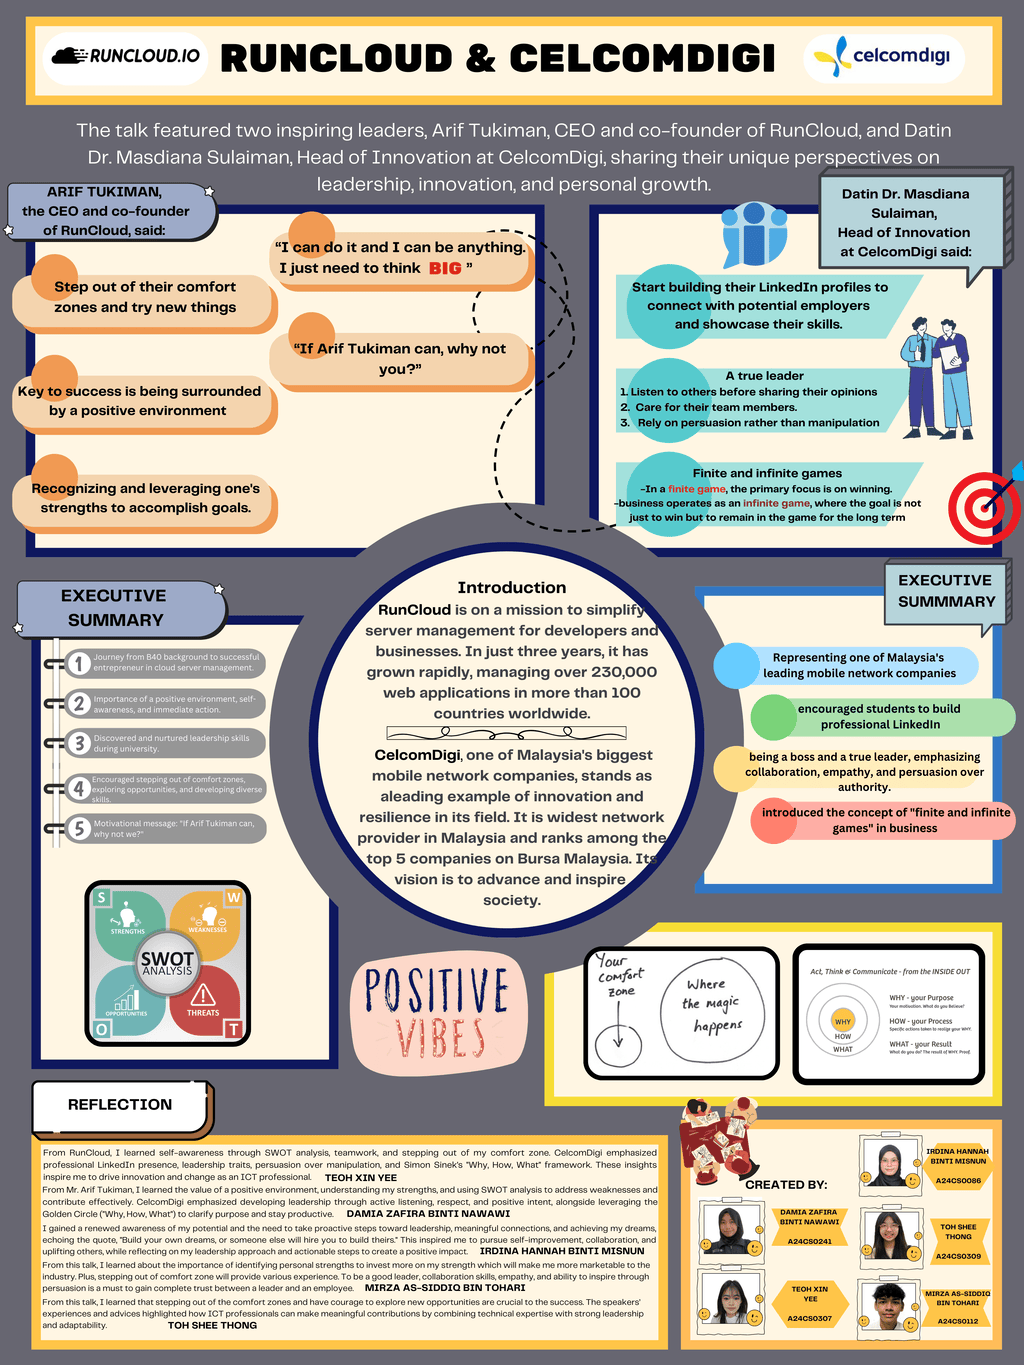 RUNCLOUD.IO
RUNCLOUD & CELCOMDIGI
celcomdigi
The talk featured two inspiring leaders, Arif Tukiman, CEO and co-founder of RunCloud, and Datin
Dr. Masdiana Sulaiman, Head of Innovation at CelcomDigi, sharing their unique perspectives on
leadership, innovation, and personal growth.
ARIF TUKIMAN,
the CEO and co-founder
of RunCloud, said:
Step out of their comfort
zones and try new things
Key to success is being surrounded
by a positive environment
Recognizing and leveraging one's
strengths to accomplish goals.
“I can do it and I can be anything.
I just need to think BIG ”
“If Arif Tukiman can, why not
you?”
Datin Dr. Masdiana
Sulaiman,
Head of Innovation
at CelcomDigi said:
Start building their LinkedIn profiles to
connect with potential employers
and showcase their skills.
A true leader
1. Listen to others before sharing their opinions
2. Care for their team members.
3. Rely on persuasion rather than manipulation
Finite and infinite games
-In a finite game, the primary focus is on winning.
-business operates as an infinite game, where the goal is not
just to win but to remain in the game for the long term
EXECUTIVE
SUMMARY
1 Journey from B40 background to successful
entrepreneur in cloud server management.
2 Importance of a positive environment, self-
awareness, and immediate action.
3 Discovered and nurtured leadership skills
during university.
4 Encouraged stepping out of comfort zones,
exploring opportunities, and developing diverse
skills.
5 Motivational message: "If Arif Tukiman can,
why not we?"
S
W
STRENGTHS
WEAKNESSES
SWOT
ANALYSIS
OPPORTUNITIES
THREATS
O
T
Introduction
RunCloud is on a mission to simplify
server management for developers and
businesses. In just three years, it has
grown rapidly, managing over 230,000
web applications in more than 100
countries worldwide.
CelcomDigi, one of Malaysia's biggest
mobile network companies, stands as
aleading example of innovation and
resilience in its field. It is widest network
provider in Malaysia and ranks among the
top 5 companies on Bursa Malaysia. Its
vision is to advance and inspire
society.
EXECUTIVE
SUMMMARY
Representing one of Malaysia's
leading mobile network companies
encouraged students to build
professional LinkedIn
being a boss and a true leader, emphasizing
collaboration, empathy, and persuasion over
authority.
introduced the concept of "finite and infinite
games" in business
POSITIVE
VIBES
Your
comfort
zone
Where
the magic
happens
Act, Think & Communicate - from the INSIDE OUT
WHY
HOW
WHAT
WHY - your Purpose
Your motivation. What do you Believe?
HOW - your Process
Specific actions taken to realize your WHY.
WHAT - your Result
What do you do? The result of WHY. Proof.
REFLECTION
From RunCloud, I learned self-awareness through SWOT analysis, teamwork, and stepping out of my comfort zone. CelcomDigi emphasized
professional LinkedIn presence, leadership traits, persuasion over manipulation, and Simon Sinek's "Why, How, What" framework. These insights
inspire me to drive innovation and change as an ICT professional. TEOH XIN YEE
From Mr. Arif Tukiman, I learned the value of a positive environment, understanding my strengths, and using SWOT analysis to address weaknesses and
contribute effectively. CelcomDigi emphasized developing leadership through active listening, respect, and positive intent, alongside leveraging the
Golden Circle ("Why, How, What") to clarify purpose and stay productive. DAMIA ZAFIRA BINTI NAWAWI
I gained a renewed awareness of my potential and the need to take proactive steps toward leadership, meaningful connections, and achieving my dreams,
echoing the quote, "Build your own dreams, or someone else will hire you to build theirs." This inspired me to pursue self-improvement, collaboration, and
uplifting others, while reflecting on my leadership approach and actionable steps to create a positive impact. IRDINA HANNAH BINTI MISNUN
From this talk, I learned about the importance of identifying personal strengths to invest more on my strength which will make me more marketable to the
industry. Plus, stepping out of comfort zone will provide various experience. To be a good leader, collaboration skills, empathy, and ability to inspire through
persuasion is a must to gain complete trust between a leader and an employee. MIRZA AS-SIDDIQ BIN TOHARI
From this talk, I learned that stepping out of the comfort zones and have courage to explore new opportunities are crucial to the success. The speakers'
experiences and advices highlighted how ICT professionals can make meaningful contributions by combining technical expertise with strong leadership
and adaptability. TOH SHEE THONG
CREATED BY:
IRDINA HANNAH
BINTI MISNUN
A24CS0086
DAMIA ZAFIRA
BINTI NAWAWI
A24CS0241
TOH SHEE
THONG
A24CS0309
TEOH XIN
YEE
A24CS0307
MIRZA AS-SIDDIQ
BIN TOHARI
A24CS0112